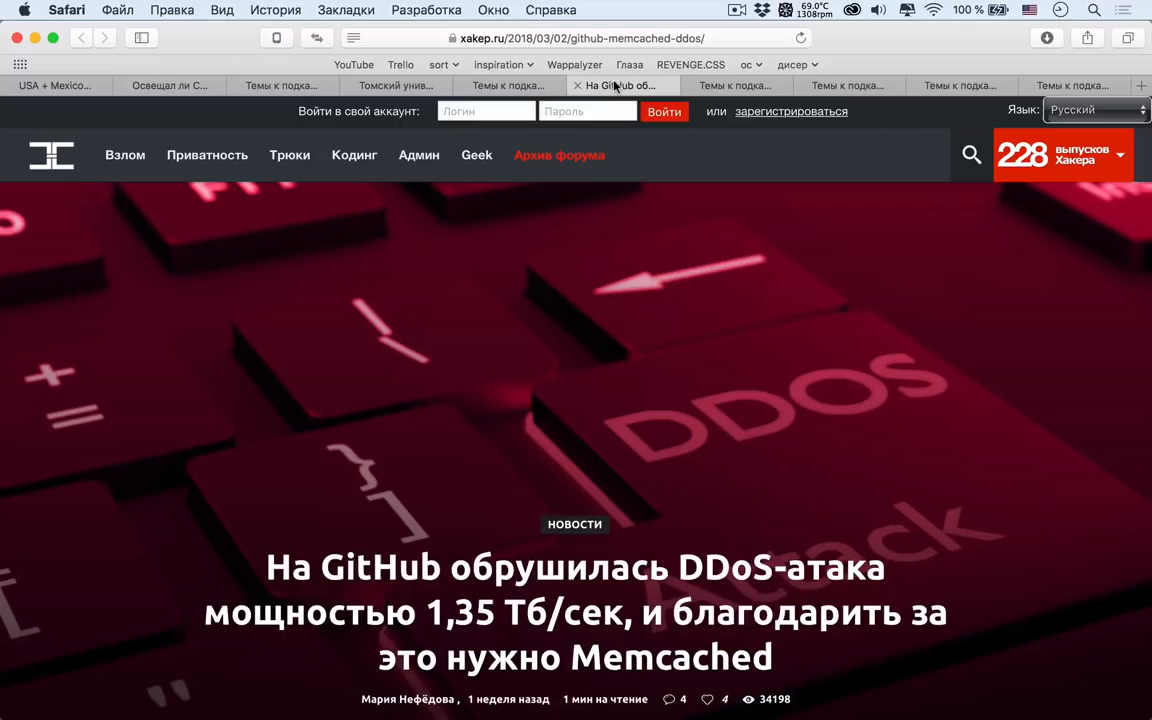 Safari Файл Правка Вид История Закладки Разработка Окно Справка 69.0°C 1308rpm 100 %
xakep.ru/2018/03/02/github-memcached-ddos/
YouTube Trello sort inspiration Wappalyzer Глаза REVENGE.CSS ос дисер
USA + Mexico... Освещал ли С... Темы к подка... Томский унив... Темы к подка... На GitHub об... Темы к подка... Темы к подка... Темы к подка... Темы к подка...
Войти в свой аккаунт: Логин Пароль Войти или зарегистрироваться Язык: Русский
Взлом Приватность Трюки Кодинг Админ Geek Архив форума 228 выпусков Хакера
DDOS
Attack
НОВОСТИ
На GitHub обрушилась DDoS-атака
мощностью 1,35 Тб/сек, и благодарить за
это нужно Memcached
Мария Нефёдова , 1 неделя назад 1 мин на чтение 4 4 34198